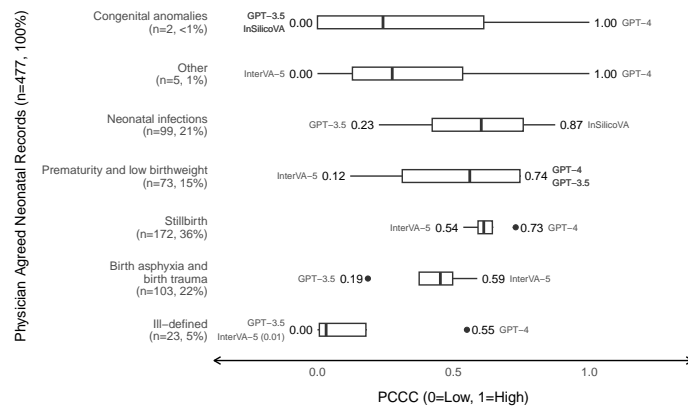 Physician Agreed Neonatal Records (n=477, 100%)
Congenital anomalies
(n=2, <1%)
GPT−3.5
InSilicoVA
0.00
1.00 GPT−4
Other
(n=5, 1%)
InterVA−5 0.00
1.00 GPT−4
Neonatal infections
(n=99, 21%)
GPT−3.5 0.23
0.87 InSilicoVA
Prematurity and low birthweight
(n=73, 15%)
InterVA−5 0.12
0.74
GPT−4
GPT−3.5
Stillbirth
(n=172, 36%)
InterVA−5 0.54
0.73 GPT−4
Birth asphyxia and
birth trauma
(n=103, 22%)
GPT−3.5 0.19
0.59 InterVA−5
Ill−defined
(n=23, 5%)
GPT−3.5
InterVA−5 (0.01)
0.00
0.55 GPT−4
0.0 0.5 1.0
PCCC (0=Low, 1=High)